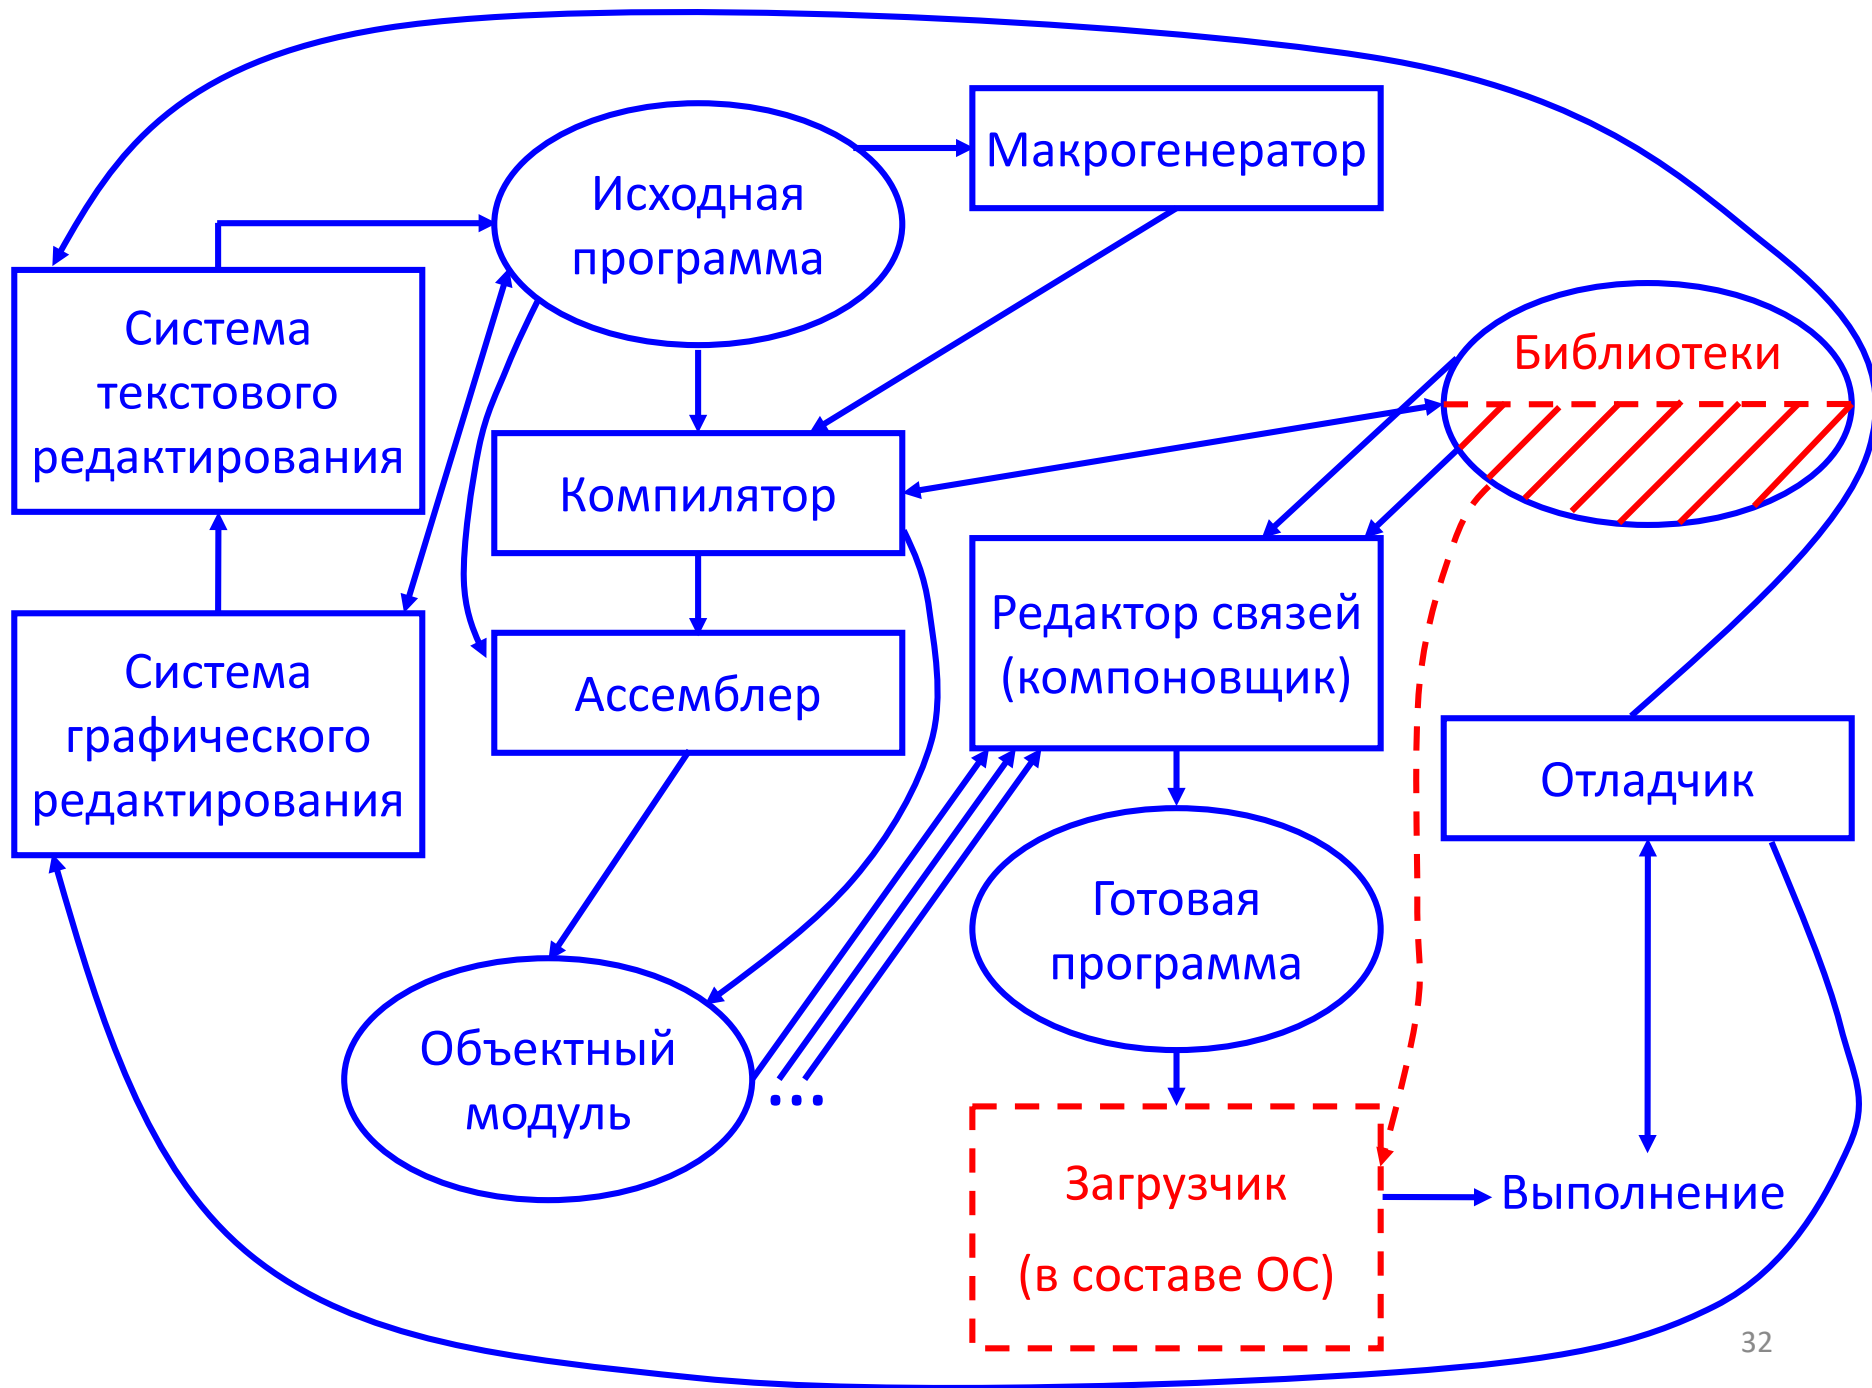 Исходная
программа
Макрогенератор
Система
текстового
редактирования
Библиотеки
Компилятор
Редактор связей
(компоновщик)
Система
графического
редактирования
Ассемблер
Отладчик
Готовая
программа
Объектный
модуль
...
Загрузчик
(в составе ОС)
Выполнение
32